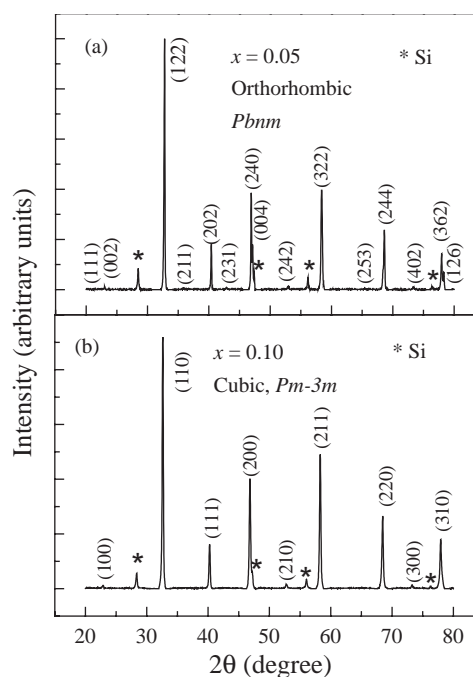 Intensity (arbitrary units)
(a)
x = 0.05
* Si
Orthorhombic
Pbnm
(111)
(002)
*
(122)
(211)
(202)
(231)
(240)
(004)
*
(242)
*
(322)
(253)
(244)
(402)
*
(362)
(126)
(b)
x = 0.10
* Si
Cubic, Pm-3m
(100)
*
(110)
(111)
(200)
*
(210)
*
(211)
(220)
(300)
*
(310)
20 30 40 50 60 70 80
2θ (degree)